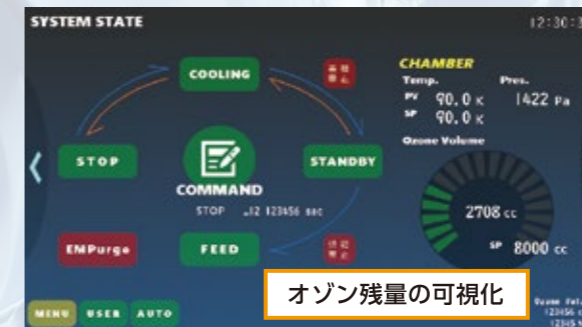 SYSTEM STATE
12:30:3
COOLING
CHAMBER
Temp.
Pres.
PV 90.0 K
1422 Pa
SP 90.0 K
Ozone Volume
STOP
STANDBY
COMMAND
STOP .12 123456 sec
2708 cc
SP 8000 cc
EMPurge
FEED
オゾン残量の可視化
MENU
USER
AUTO